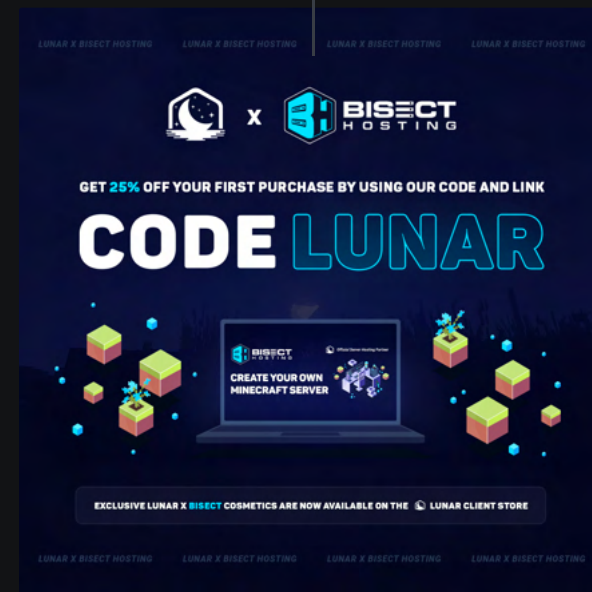 LUNAR X BISECT HOSTING LUNAR X BISECT HOSTING LUNAR X BISECT HOSTING LUNAR X BISECT HOSTING
X BH BISECT
HOSTING
GET 25% OFF YOUR FIRST PURCHASE BY USING OUR CODE AND LINK
CODE LUNAR
BH BISECT
HOSTING
Official Server Hosting Partner
CREATE YOUR OWN
MINECRAFT SERVER
EXCLUSIVE LUNAR X BISECT COSMETICS ARE NOW AVAILABLE ON THE LUNAR CLIENT STORE
LUNAR X BISECT HOSTING LUNAR X BISECT HOSTING LUNAR X BISECT HOSTING LUNAR X BISECT HOSTING